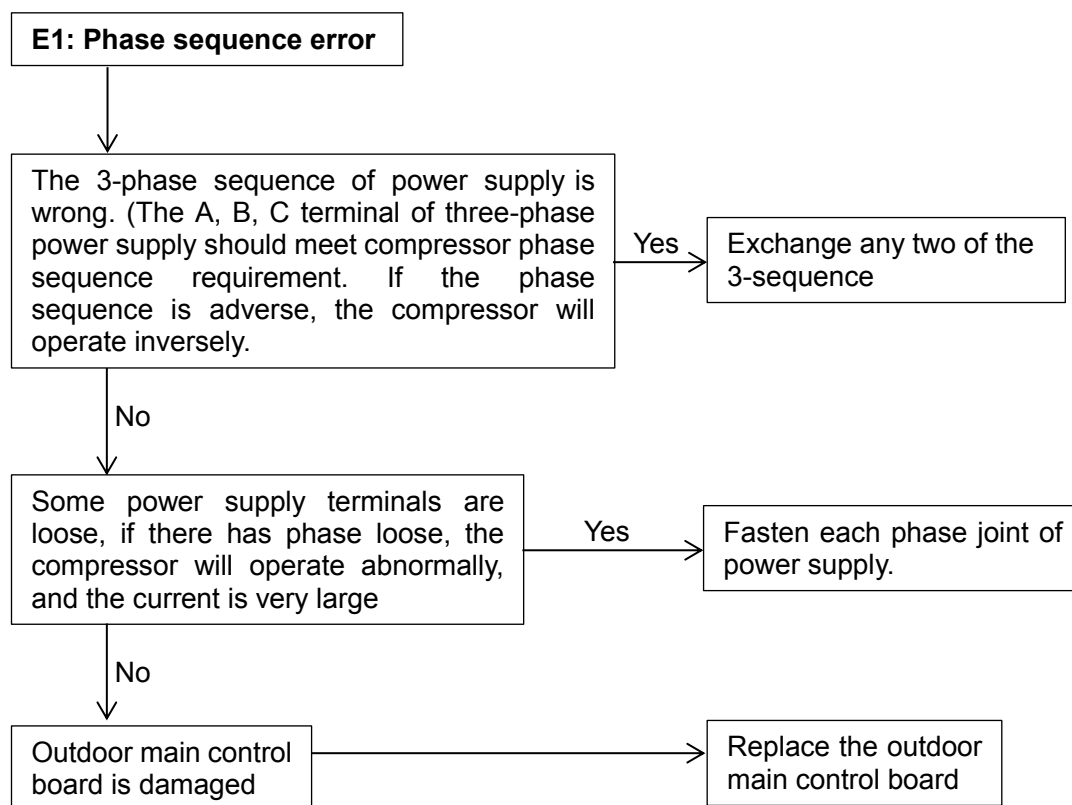 E1: Phase sequence error
The 3-phase sequence of power supply is
wrong. (The A, B, C terminal of three-phase
power supply should meet compressor phase
sequence requirement. If the phase
sequence is adverse, the compressor will
operate inversely.
Yes
Exchange any two of the
3-sequence
No
Some power supply terminals are
loose, if there has phase loose, the
compressor will operate abnormally,
and the current is very large
Yes
Fasten each phase joint of
power supply.
No
Outdoor main control
board is damaged
Replace the outdoor
main control board